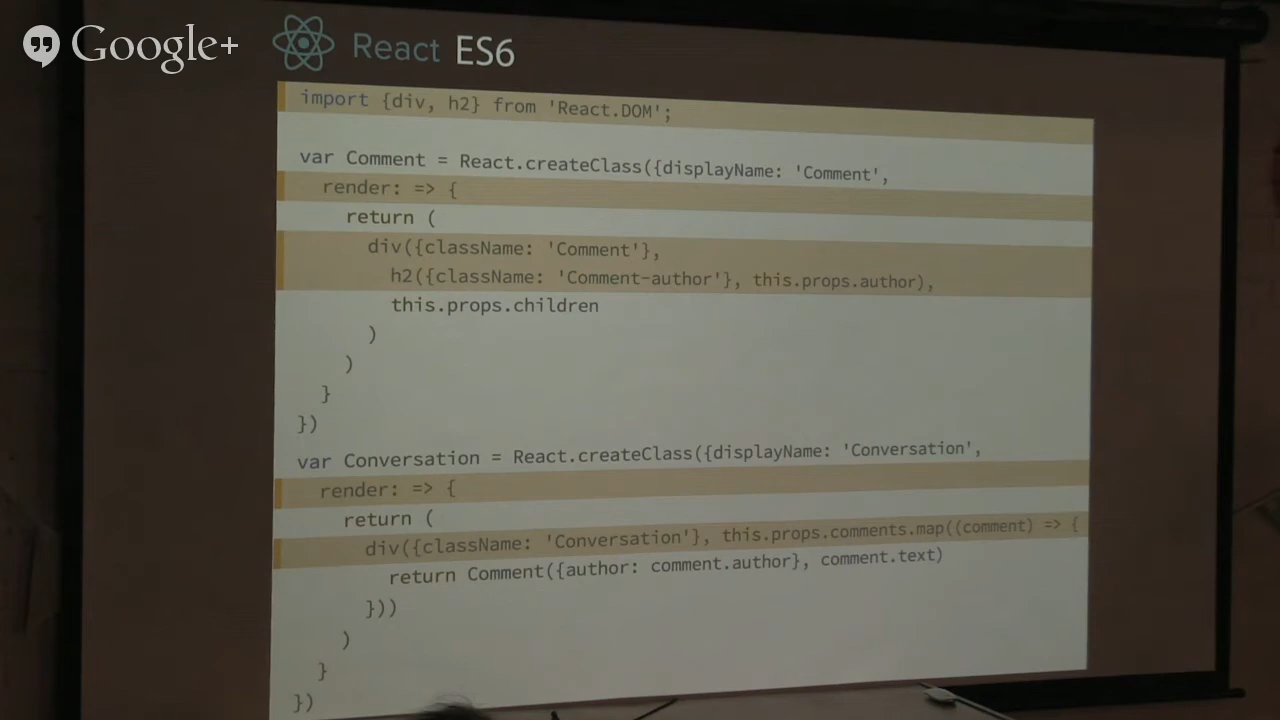 Google+
React ES6
import {div, h2} from 'React.DOM';
var Comment = React.createClass({displayName: 'Comment',
render: => {
return (
div({className: 'Comment'},
h2({className: 'Comment-author'}, this.props.author),
this.props.children
)
)
}
})
var Conversation = React.createClass({displayName: 'Conversation',
render: => {
return (
div({className: 'Conversation'}, this.props.comments.map((comment) => {
return Comment({author: comment.author}, comment.text)
}))
)
}
})